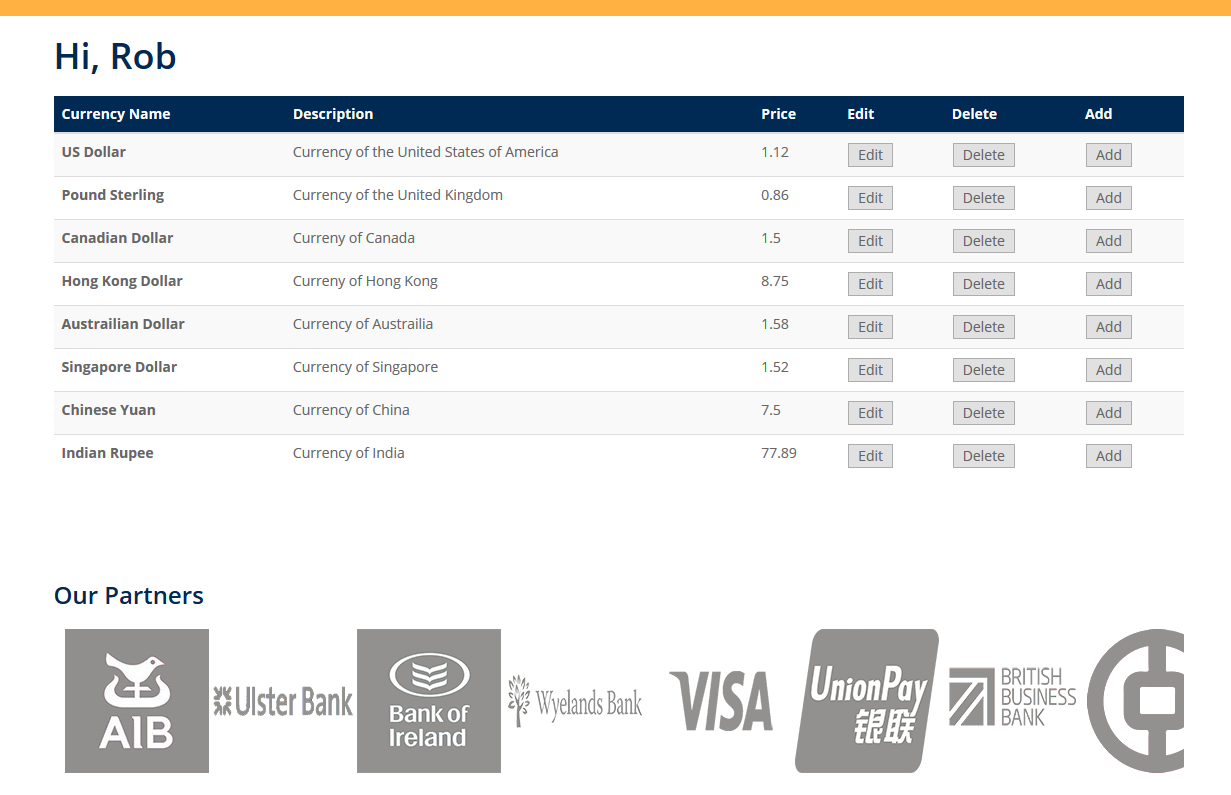 Hi, Rob
Currency Name Description Price Edit Delete Add
US Dollar Currency of the United States of America 1.12 Edit Delete Add
Pound Sterling Currency of the United Kingdom 0.86 Edit Delete Add
Canadian Dollar Curreny of Canada 1.5 Edit Delete Add
Hong Kong Dollar Curreny of Hong Kong 8.75 Edit Delete Add
Austrailian Dollar Currency of Austrailia 1.58 Edit Delete Add
Singapore Dollar Currency of Singapore 1.52 Edit Delete Add
Chinese Yuan Currency of China 7.5 Edit Delete Add
Indian Rupee Currency of India 77.89 Edit Delete Add
Our Partners
AIB
Ulster Bank
Bank of
Ireland
Wyelands Bank
VISA
UnionPay
银联
BRITISH
BUSINESS
BANK